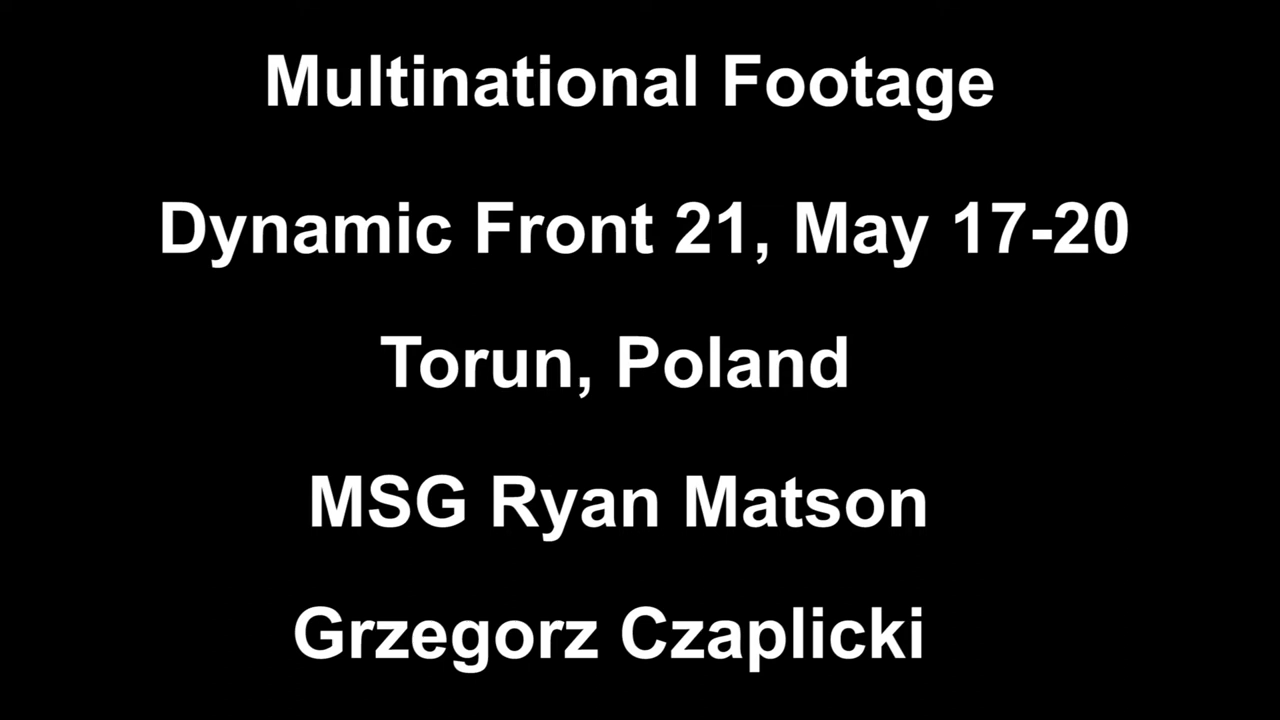 Multinational Footage
Dynamic Front 21, May 17-20
Torun, Poland
MSG Ryan Matson
Grzegorz Czaplicki